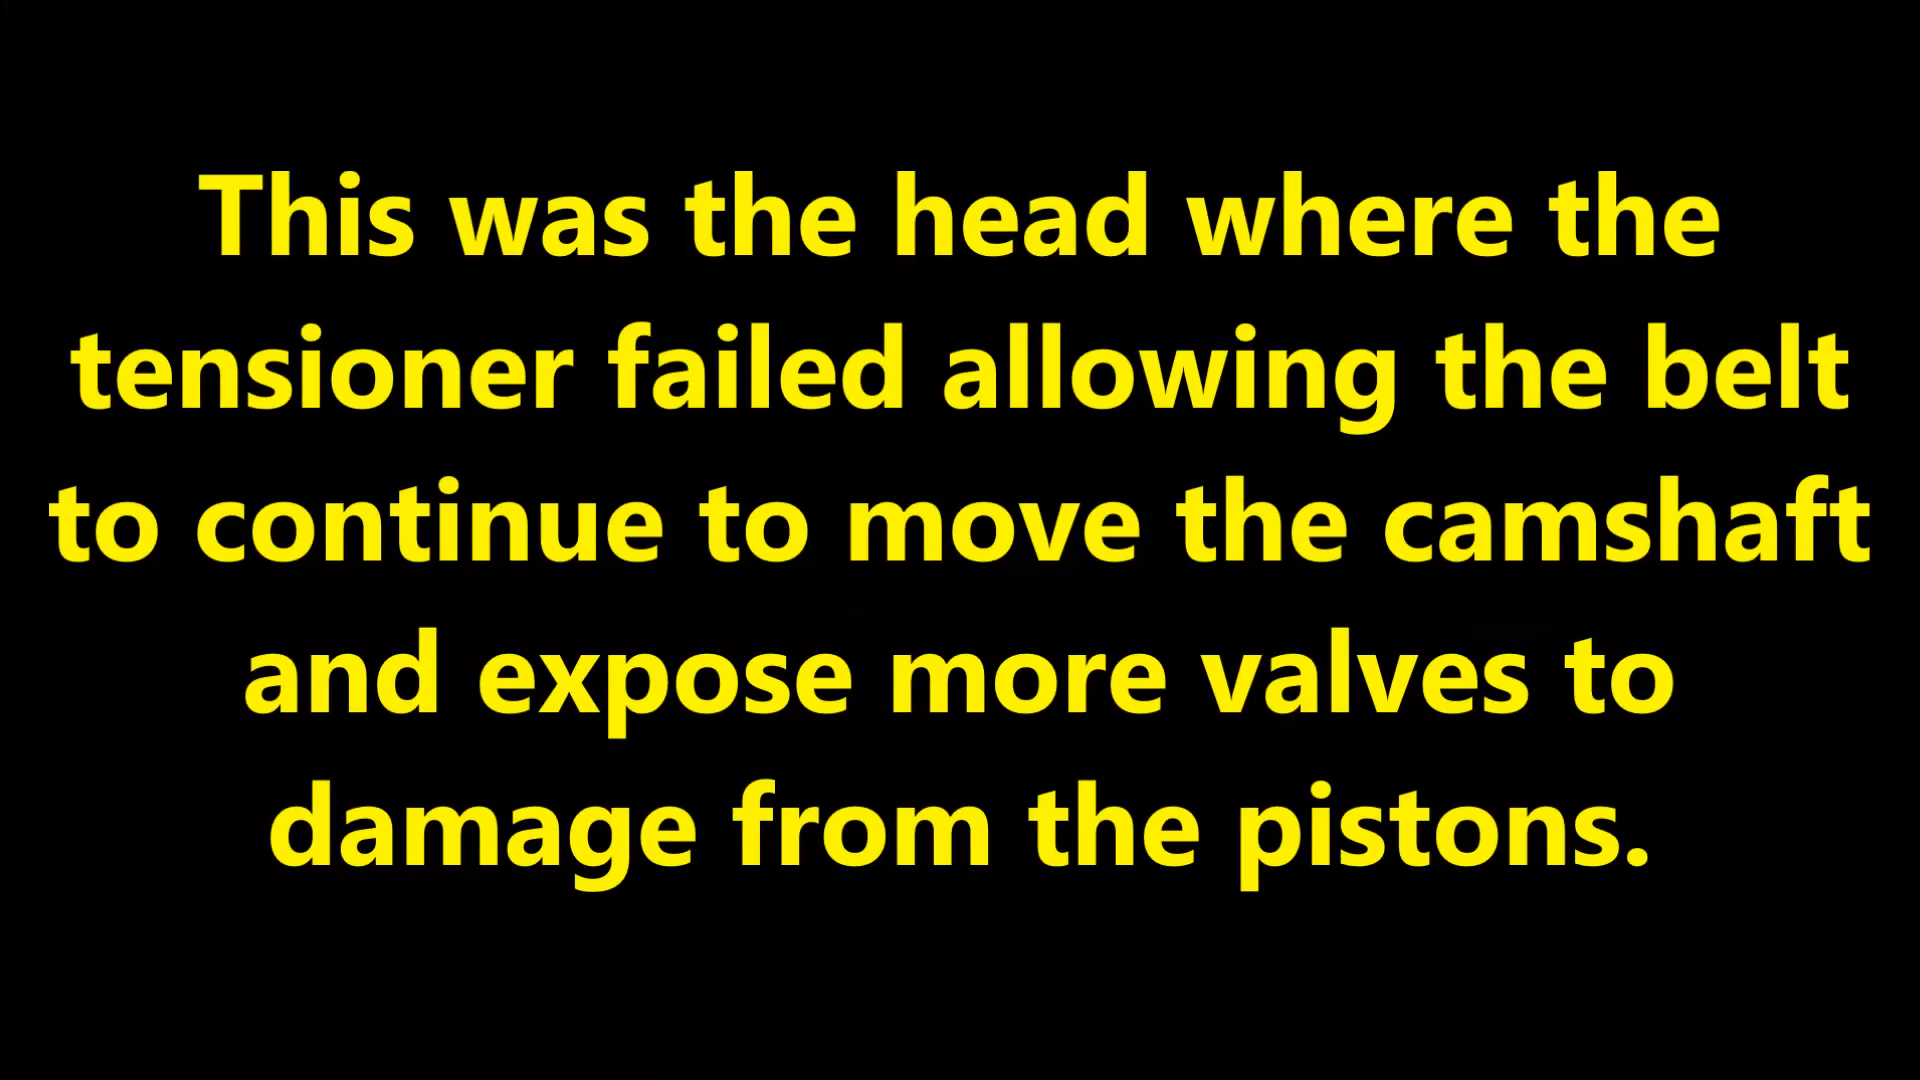 This was the head where the
tensioner failed allowing the belt
to continue to move the camshaft
and expose more valves to
damage from the pistons.